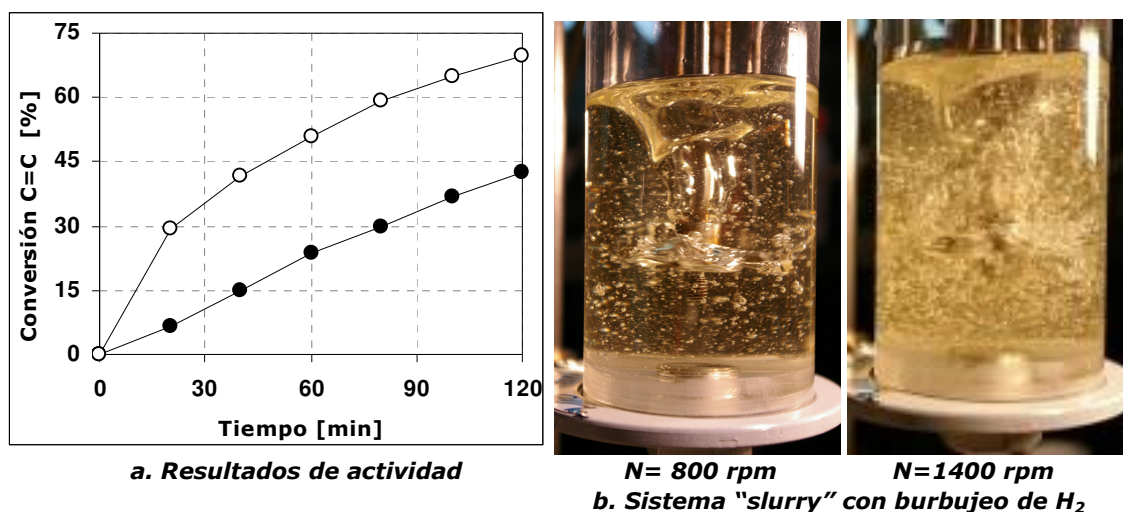 75
60
45
30
15
0
Conversión C=C [%]
0 30 60 90 120
Tiempo [min]
a. Resultados de actividad
N= 800 rpm
N=1400 rpm
b. Sistema “slurry” con burbujeo de H₂